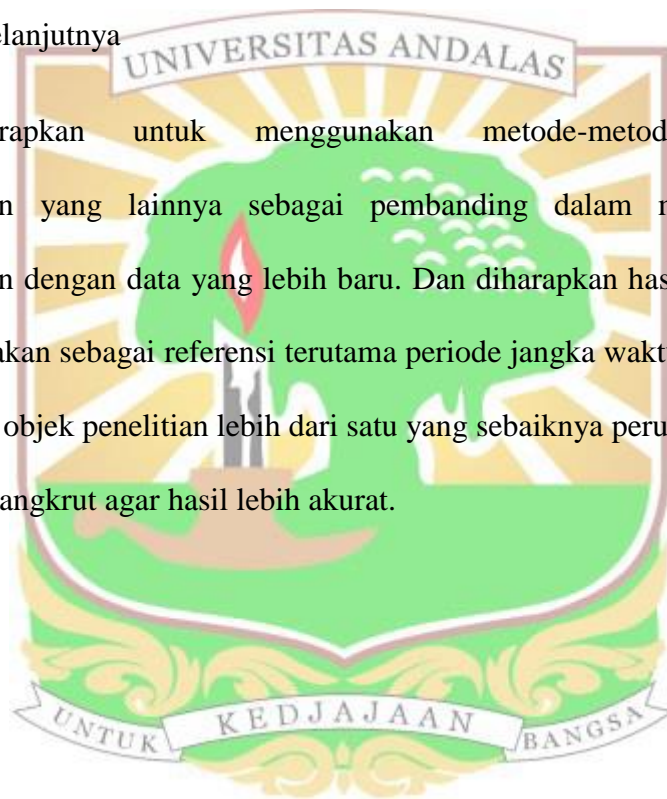 elanjutnya
UNIVERSITAS ANDALAS
rapkan untuk menggunakan metode-metod
n yang lainnya sebagai pembanding dalam
n dengan data yang lebih baru. Dan diharapkan has
akan sebagai referensi terutama periode jangka wakt
objek penelitian lebih dari satu yang sebaiknya peru
angkrut agar hasil lebih akurat.
UNTUK KEDJAJAAN BANGSA